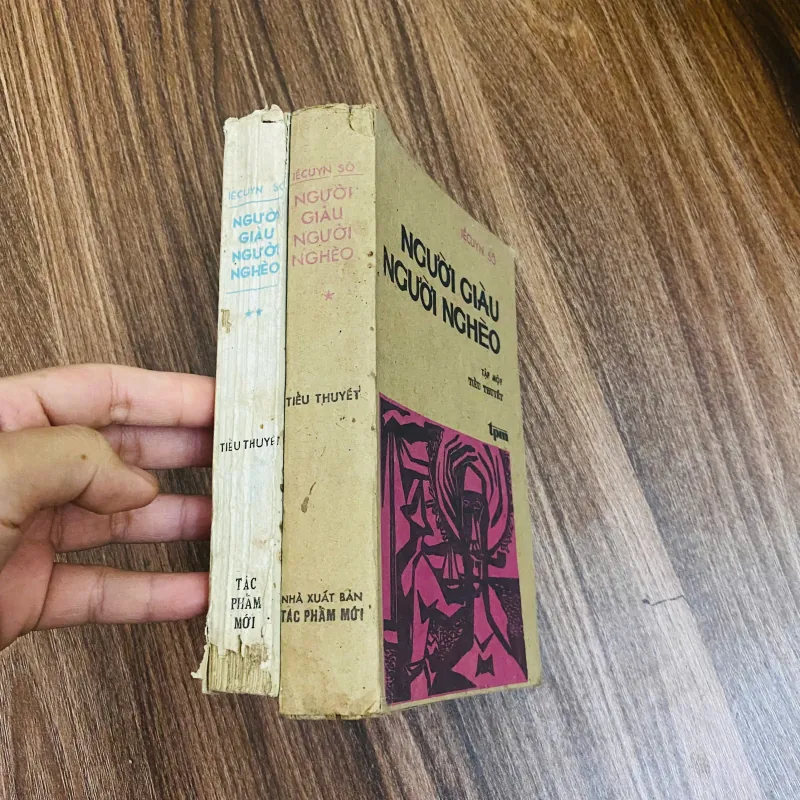 IÊCUYN SÔ
NGƯỜI
GIÀU
NGƯỜI
NGHÈO
**
TIỂU THUYẾT
TÁC
PHẨM
MỚI
IÊCUYN SÔ
NGƯỜI
GIÀU
NGƯỜI
NGHÈO
*
TIỂU THUYẾT
NHÀ XUẤT BẢN
TÁC PHẨM MỚI
IÊCUYN SÔ
NGƯỜI GIÀU
NGƯỜI NGHÈO
TẬP MỘT
TIỂU THUYẾT
tpm